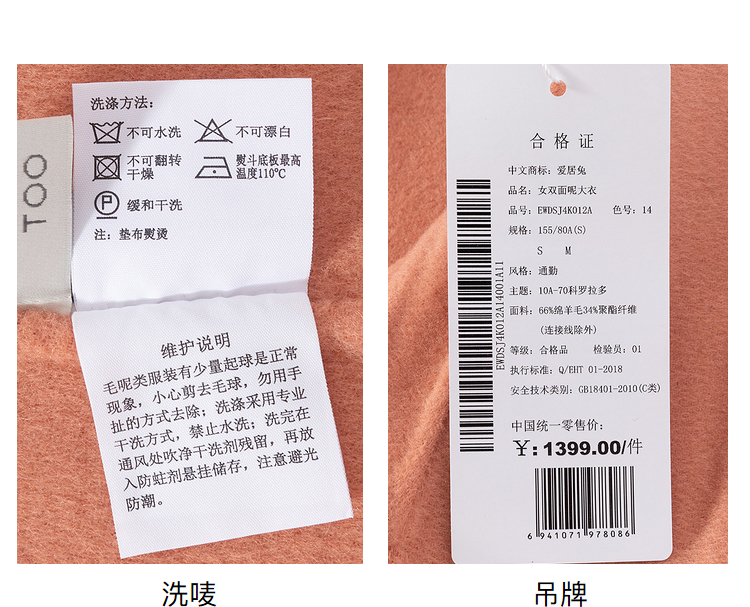 TOO
洗涤方法：
不可水洗
不可漂白
不可翻转
干燥
熨斗底板最高
温度110℃
P
缓和干洗
注：垫布熨烫
维护说明
毛呢类服装有少量起球是正常
现象，小心剪去毛球，勿用手
扯的方式去除；洗涤采用专业
干洗方式，禁止水洗；洗完在
通风处吹净干洗剂残留，再放
入防蛀剂悬挂储存，注意避光
防潮。
洗唛
合格证
中文商标：爱居兔
品名：女双面呢大衣
品号：EWDSJ4K012A 色号：14
规格：155/80A(S)
S M
风格：通勤
主题：10A-70科罗拉多
面料：66%绵羊毛34%聚酯纤维
(连接线除外)
等级：合格品 检验员：01
执行标准：Q/EHT 01-2018
安全技术类别：GB18401-2010(C类)
中国统一零售价：
¥:1399.00/件
EWDSJ4K012A14001A11
6 941071 978086
吊牌